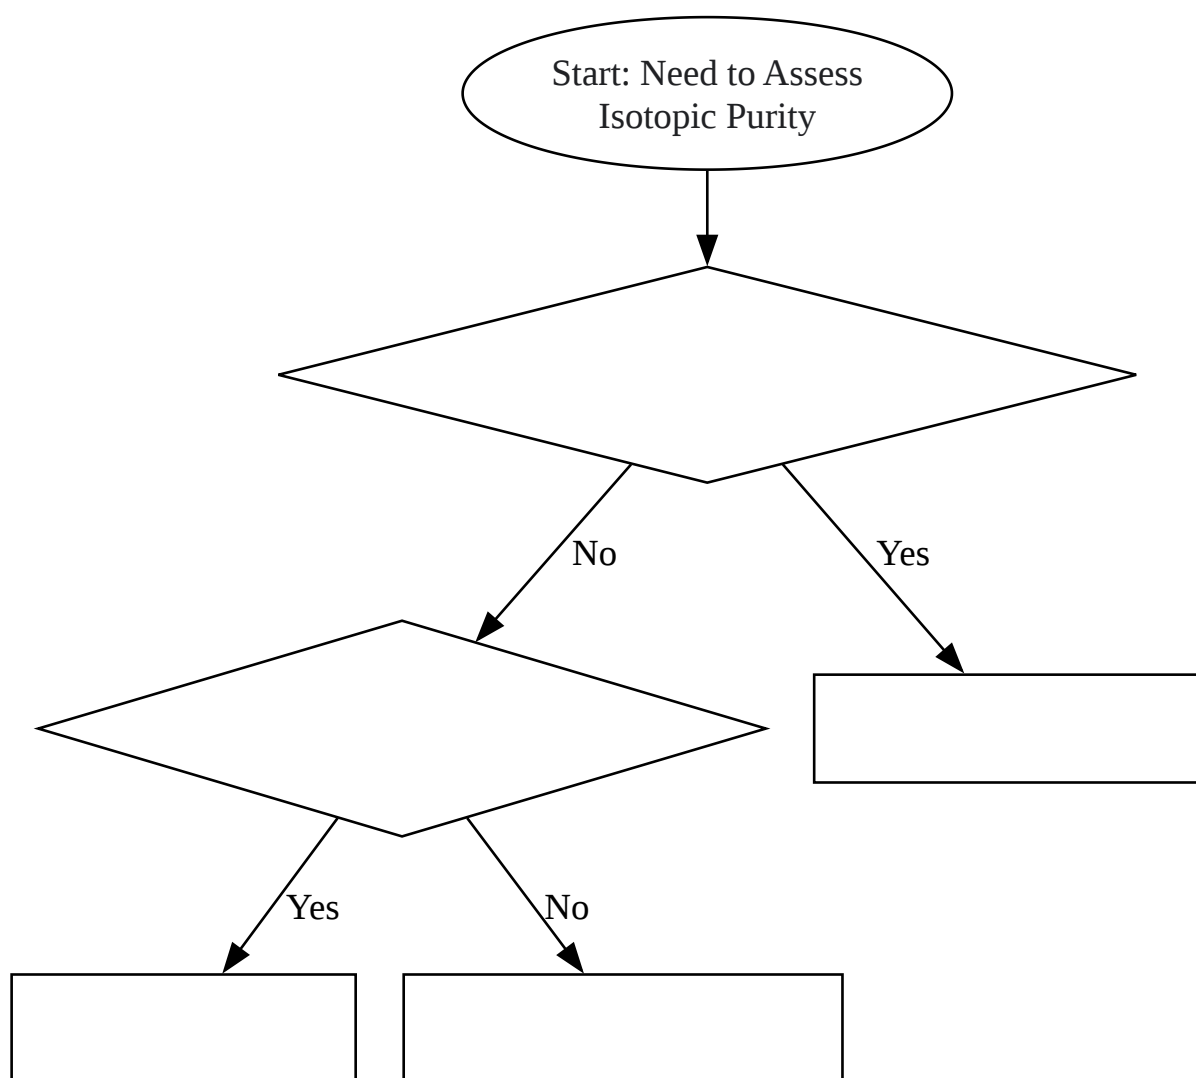 Start: Need to Assess
Isotopic Purity
No
Yes
Yes
No